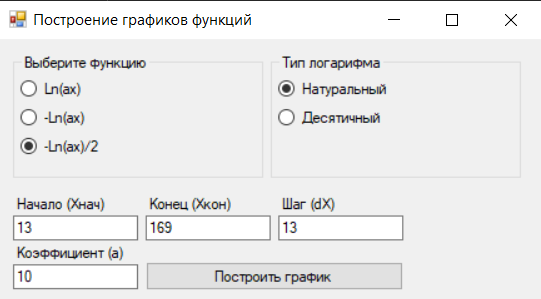 Построение графиков функций
Выберите функцию
Ln(ax)
-Ln(ax)
-Ln(ax)/2
Тип логарифма
Натуральный
Десятичный
Начало (Xнач)
Конец (Xкон)
Шаг (dX)
13
169
13
Коэффициент (a)
10
Построить график